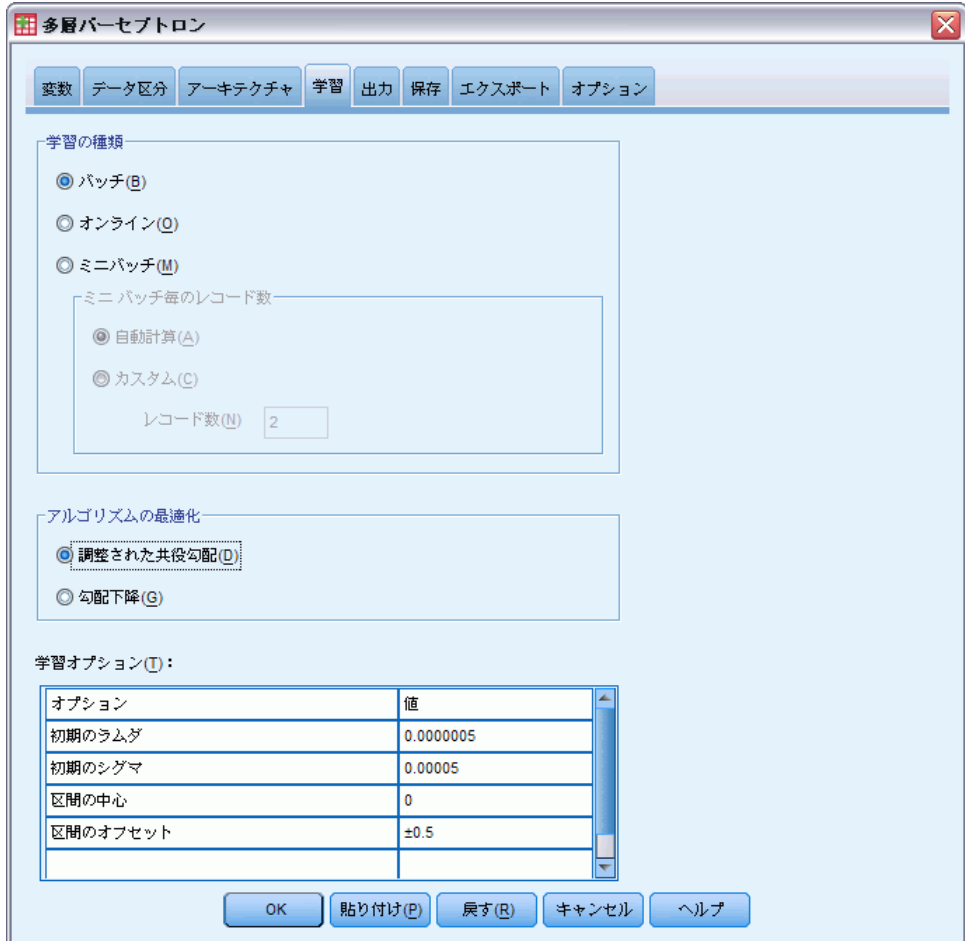 多層パーセプトロン
変数 データ区分 アーキテクチャ 学習 出力 保存 エクスポート オプション
学習の種類
バッチ(B)
オンライン(O)
ミニバッチ(M)
ミニ バッチ毎のレコード数
自動計算(A)
カスタム(C)
レコード数(N) 2
アルゴリズムの最適化
調整された共役勾配(D)
勾配下降(G)
学習オプション(T):
オプション 値
初期のラムダ 0.0000005
初期のシグマ 0.00005
区間の中心 0
区間のオフセット ±0.5
OK 貼り付け(P) 戻す(R) キャンセル ヘルプ